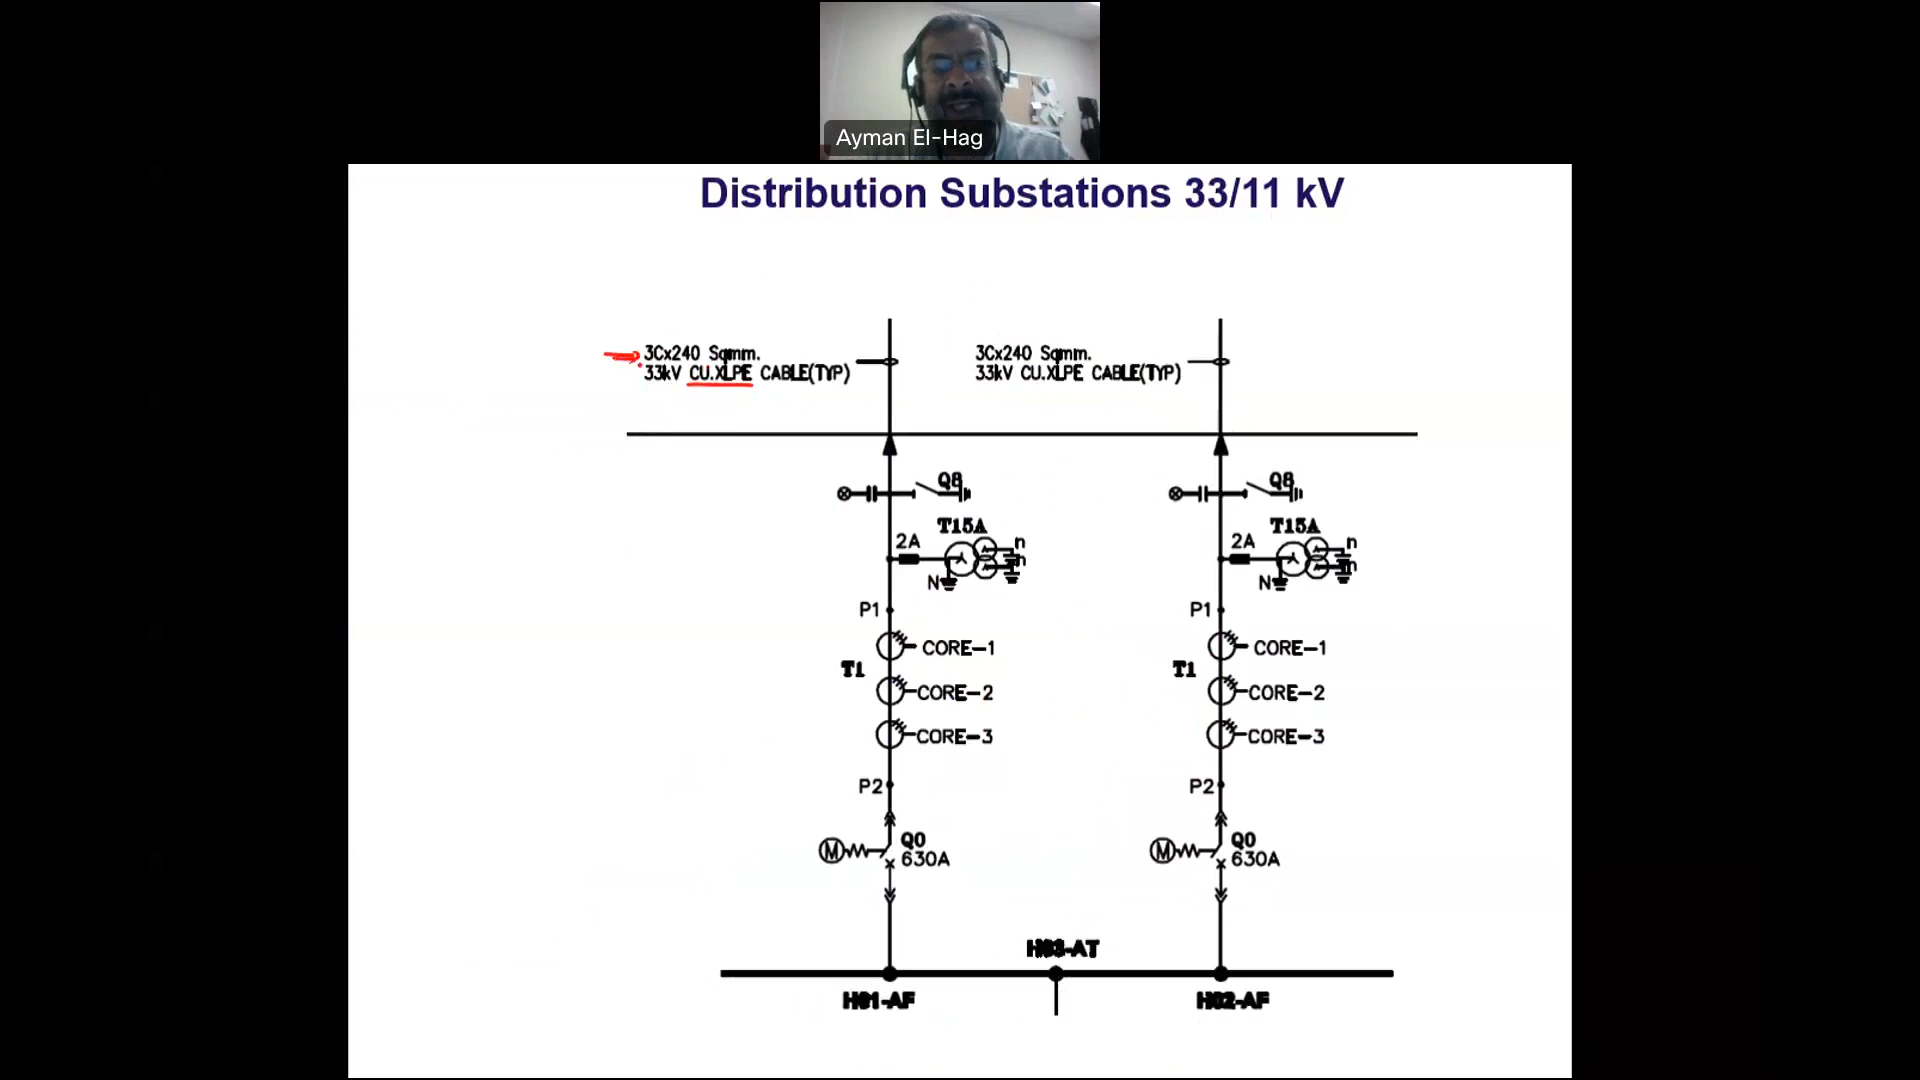 Ayman El-Hag
Distribution Substations 33/11 kV
3Cx240 Sqmm.
33kV CU.XLPE CABLE(TYP)
3Cx240 Sqmm.
33kV CU.XLPE CABLE(TYP)
Q8
Q8
T15A
T15A
2A
n
2A
n
n
N
N
P1
P1
CORE-1
CORE-1
T1
T1
CORE-2
CORE-2
CORE-3
CORE-3
P2
P2
M
Q0
630A
M
Q0
630A
H03-AT
H01-AF
H02-AF